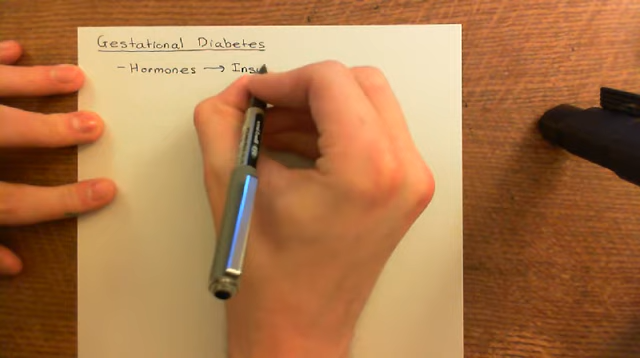 Gestational Diabetes
- Hormones → Ins